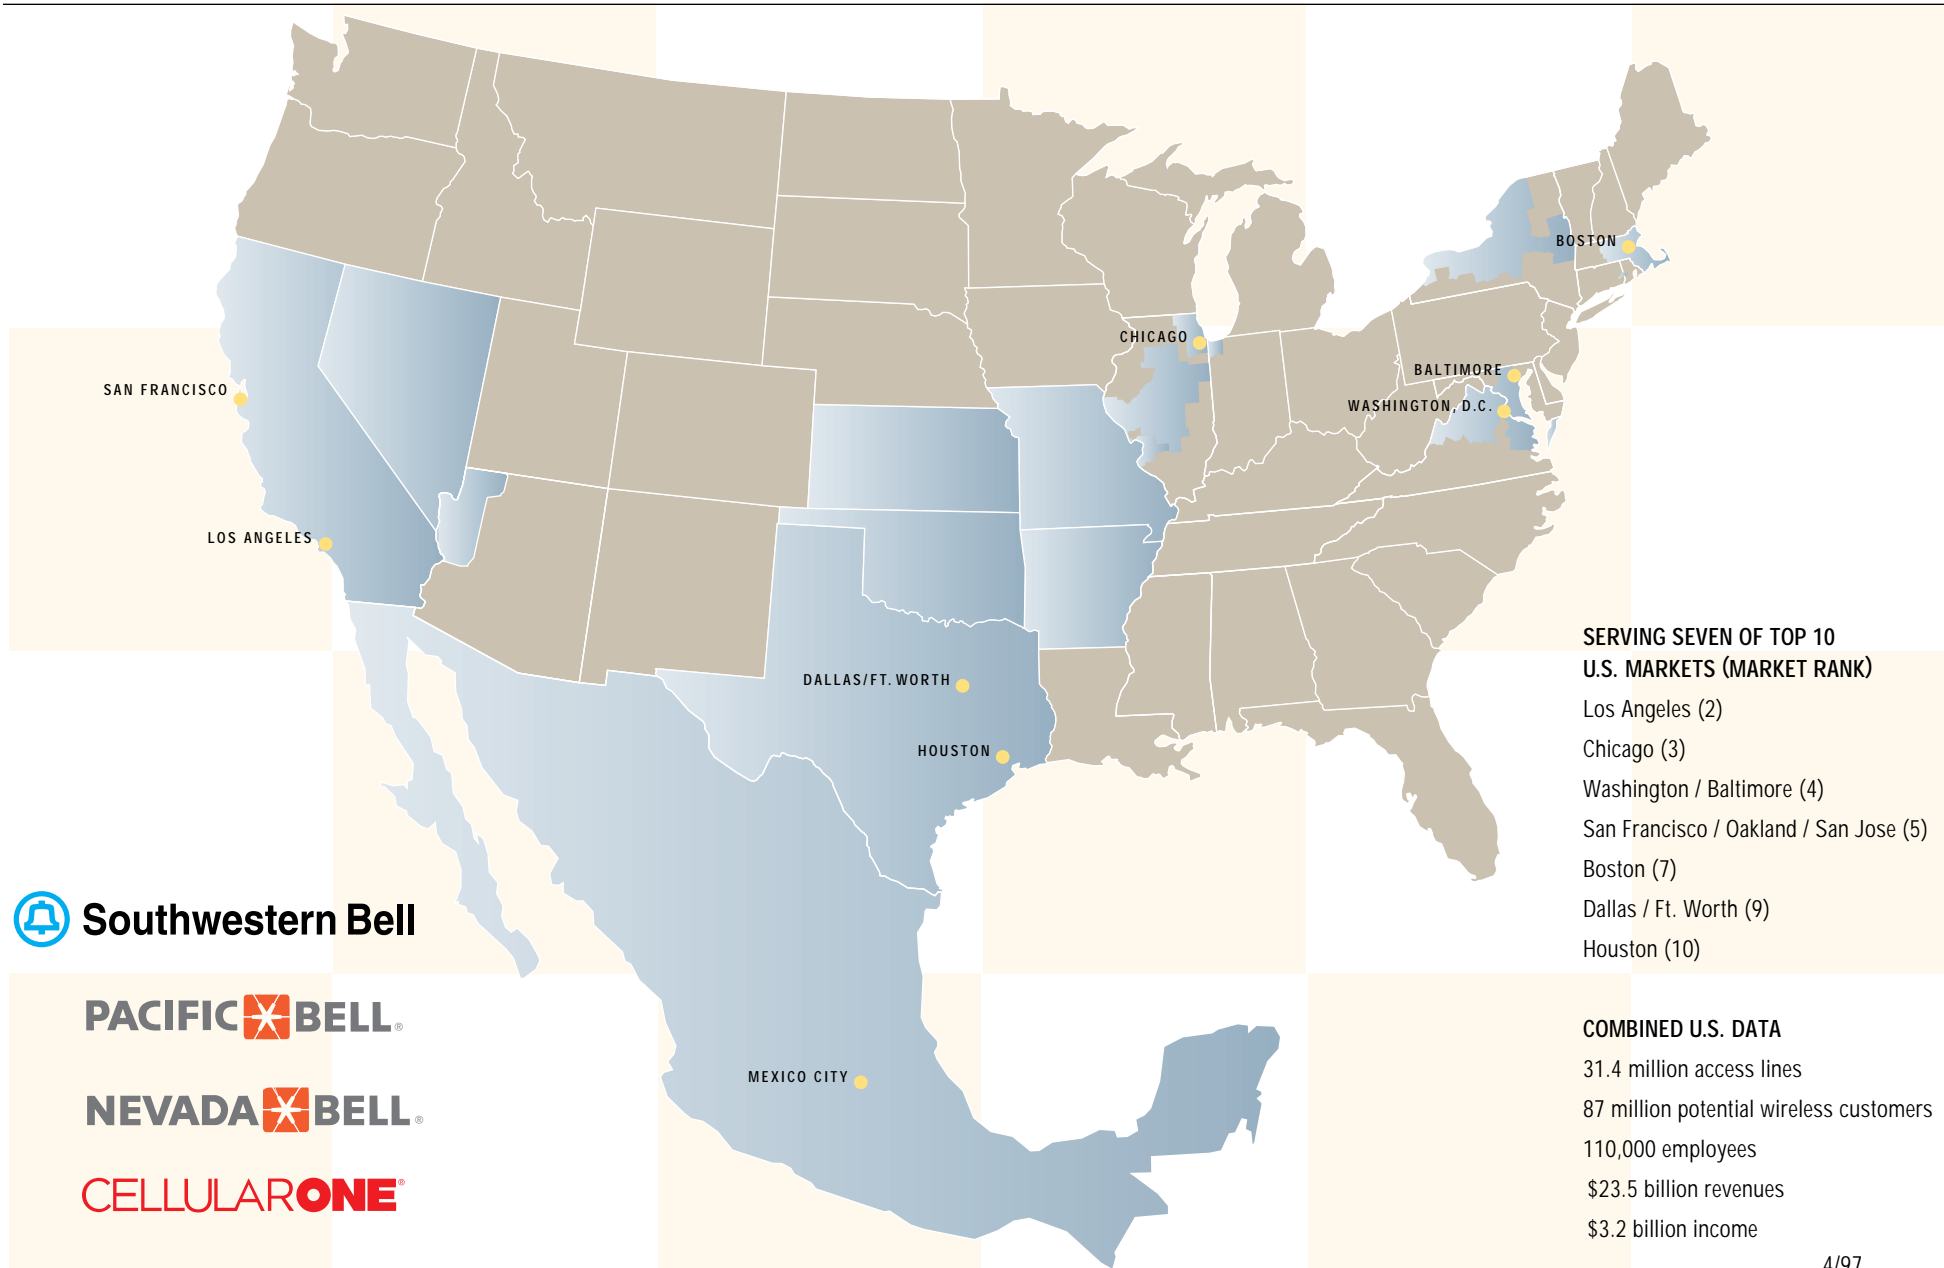 BOSTON
CHICAGO
BALTIMORE
SAN FRANCISCO
WASHINGTON, D.C.
LOS ANGELES
DALLAS/FT. WORTH
HOUSTON
MEXICO CITY
Southwestern Bell
PACIFIC BELL®
NEVADA BELL®
CELLULARONE®
SERVING SEVEN OF TOP 10
U.S. MARKETS (MARKET RANK)
Los Angeles (2)
Chicago (3)
Washington / Baltimore (4)
San Francisco / Oakland / San Jose (5)
Boston (7)
Dallas / Ft. Worth (9)
Houston (10)
COMBINED U.S. DATA
31.4 million access lines
87 million potential wireless customers
110,000 employees
$23.5 billion revenues
$3.2 billion income
4/97